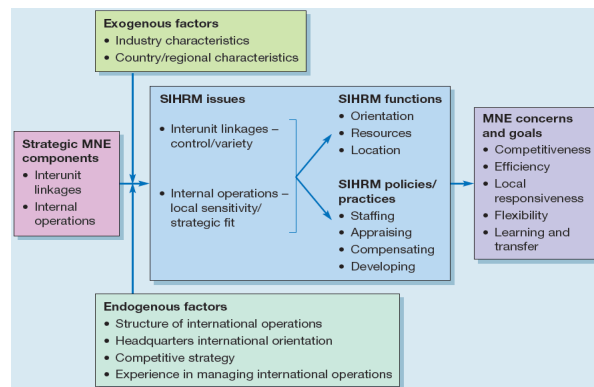 Exogenous factors
• Industry characteristics
• Country/regional characteristics
Strategic MNE
components
• Interunit
linkages
• Internal
operations
SIHRM issues
• Interunit linkages –
control/variety
• Internal operations –
local sensitivity/
strategic fit
SIHRM functions
• Orientation
• Resources
• Location
SIHRM policies/
practices
• Staffing
• Appraising
• Compensating
• Developing
MNE concerns
and goals
• Competitiveness
• Efficiency
• Local
responsiveness
• Flexibility
• Learning and
transfer
Endogenous factors
• Structure of international operations
• Headquarters international orientation
• Competitive strategy
• Experience in managing international operations